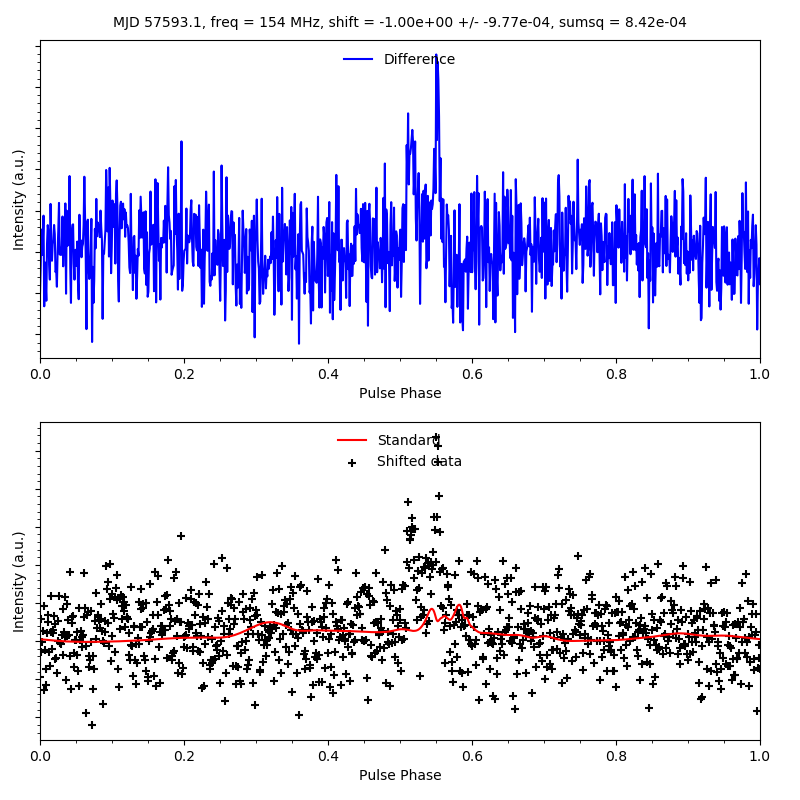 MJD 57593.1, freq = 154 MHz, shift = -1.00e+00 +/- -9.77e-04, sumsq = 8.42e-04
Difference
Intensity (a.u.)
0.0 0.2 0.4 0.6 0.8 1.0
Pulse Phase
Standard
Shifted data
Intensity (a.u.)
0.0 0.2 0.4 0.6 0.8 1.0
Pulse Phase